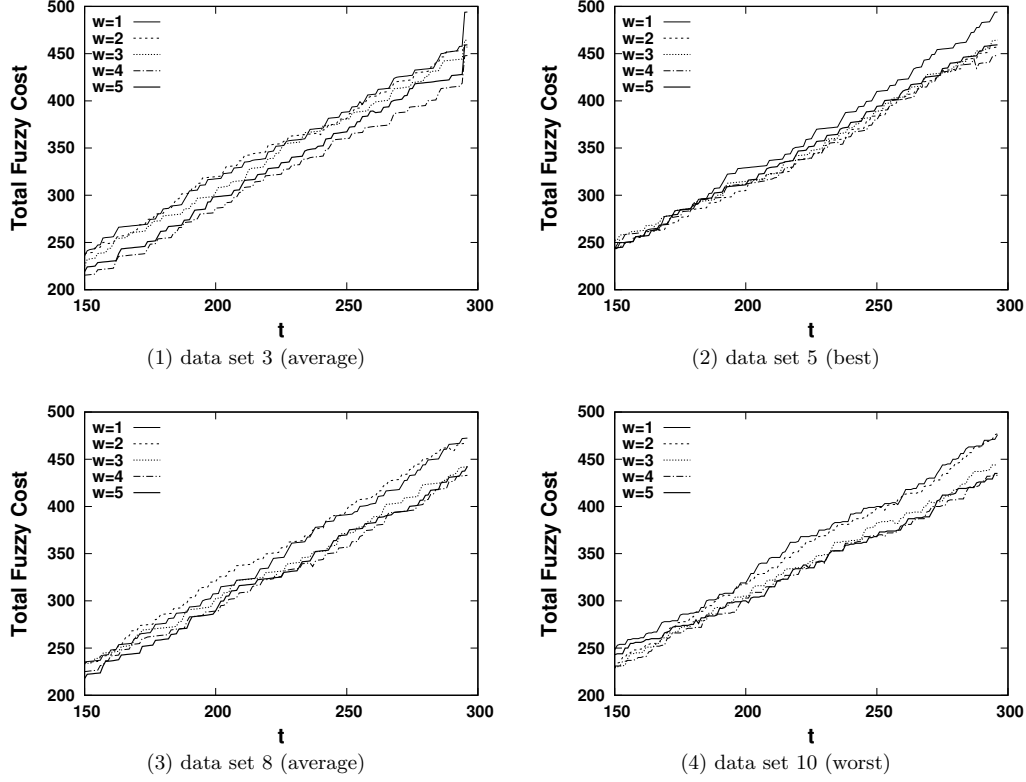 500
450
400
350
300
250
200
150
200
250
300
Total Fuzzy Cost
t
w=1
w=2
w=3
w=4
w=5
(1) data set 3 (average)
500
450
400
350
300
250
200
150
200
250
300
Total Fuzzy Cost
t
w=1
w=2
w=3
w=4
w=5
(2) data set 5 (best)
500
450
400
350
300
250
200
150
200
250
300
Total Fuzzy Cost
t
w=1
w=2
w=3
w=4
w=5
(3) data set 8 (average)
500
450
400
350
300
250
200
150
200
250
300
Total Fuzzy Cost
t
w=1
w=2
w=3
w=4
w=5
(4) data set 10 (worst)